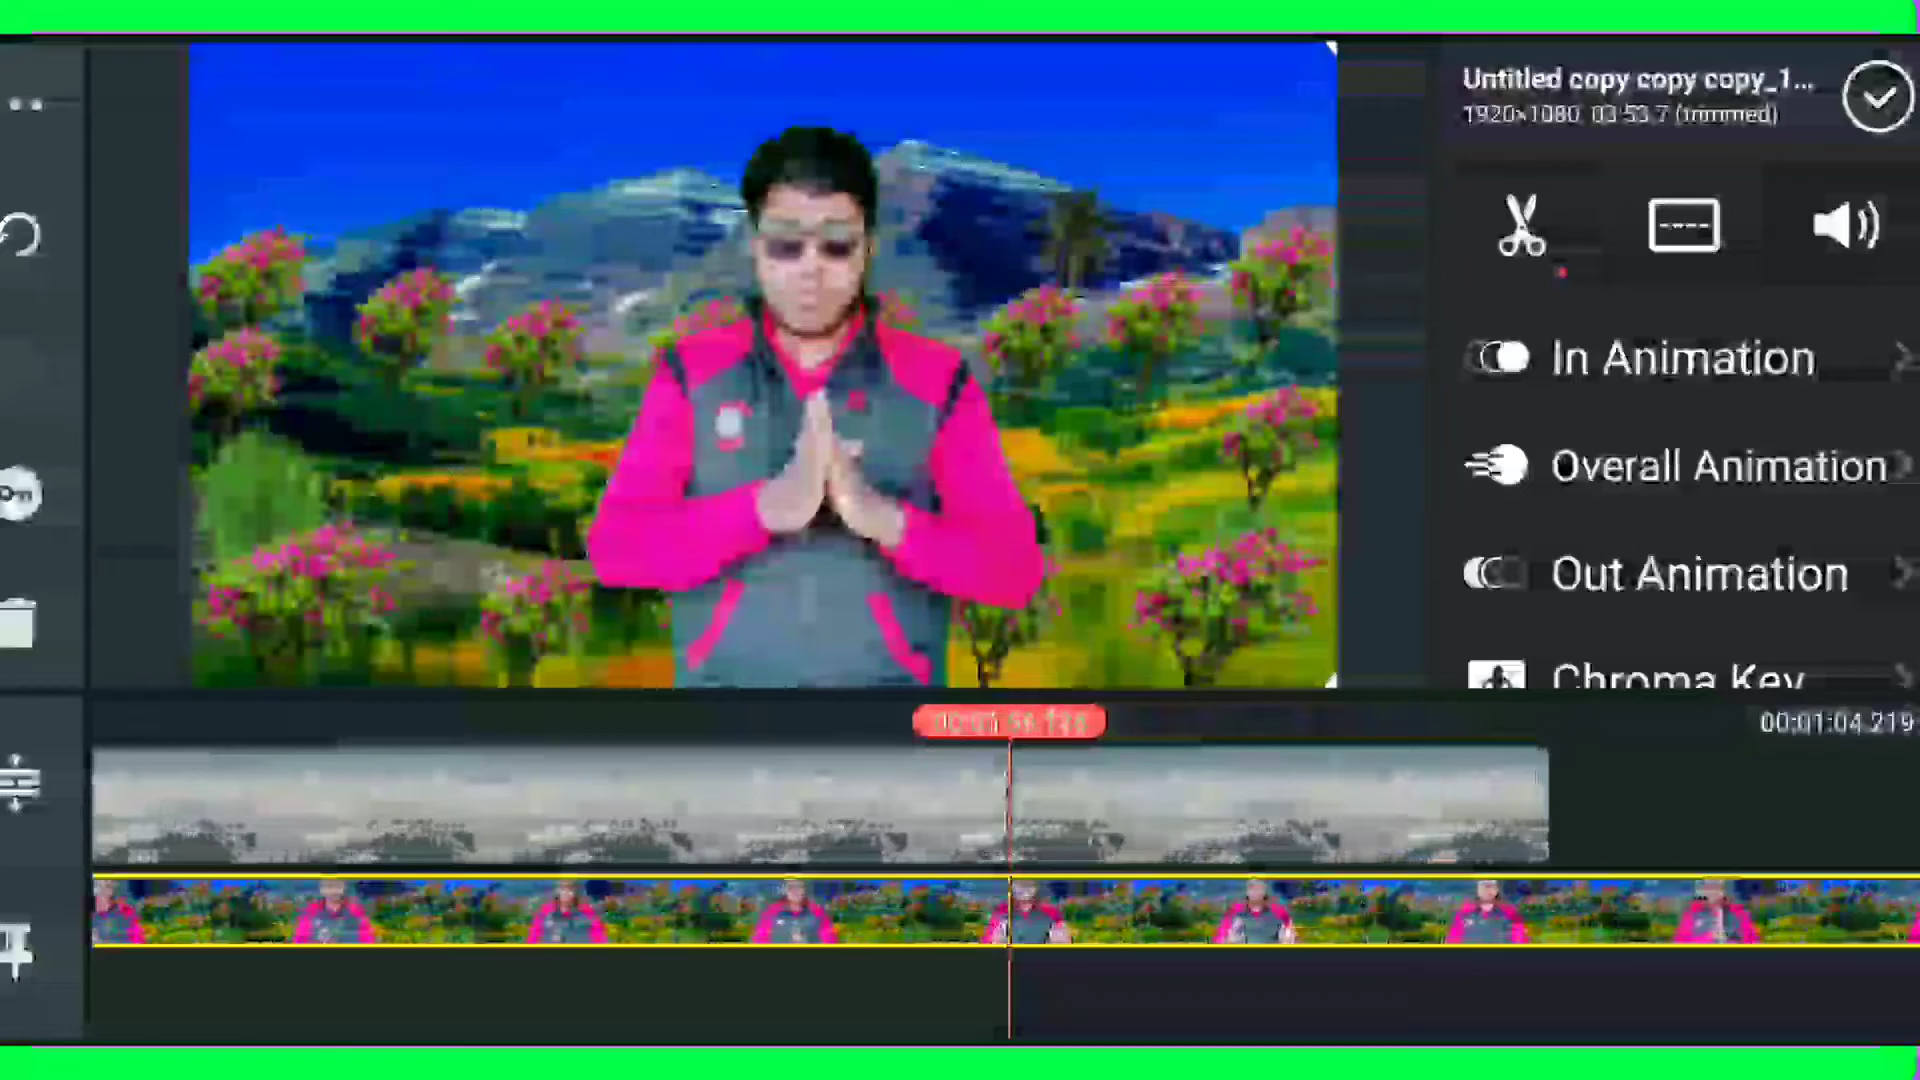 Untitled copy copy copy_1...
1920×1080 03:53.7 (trimmed)
In Animation
Overall Animation
Out Animation
Chroma Key
00:01:04.219